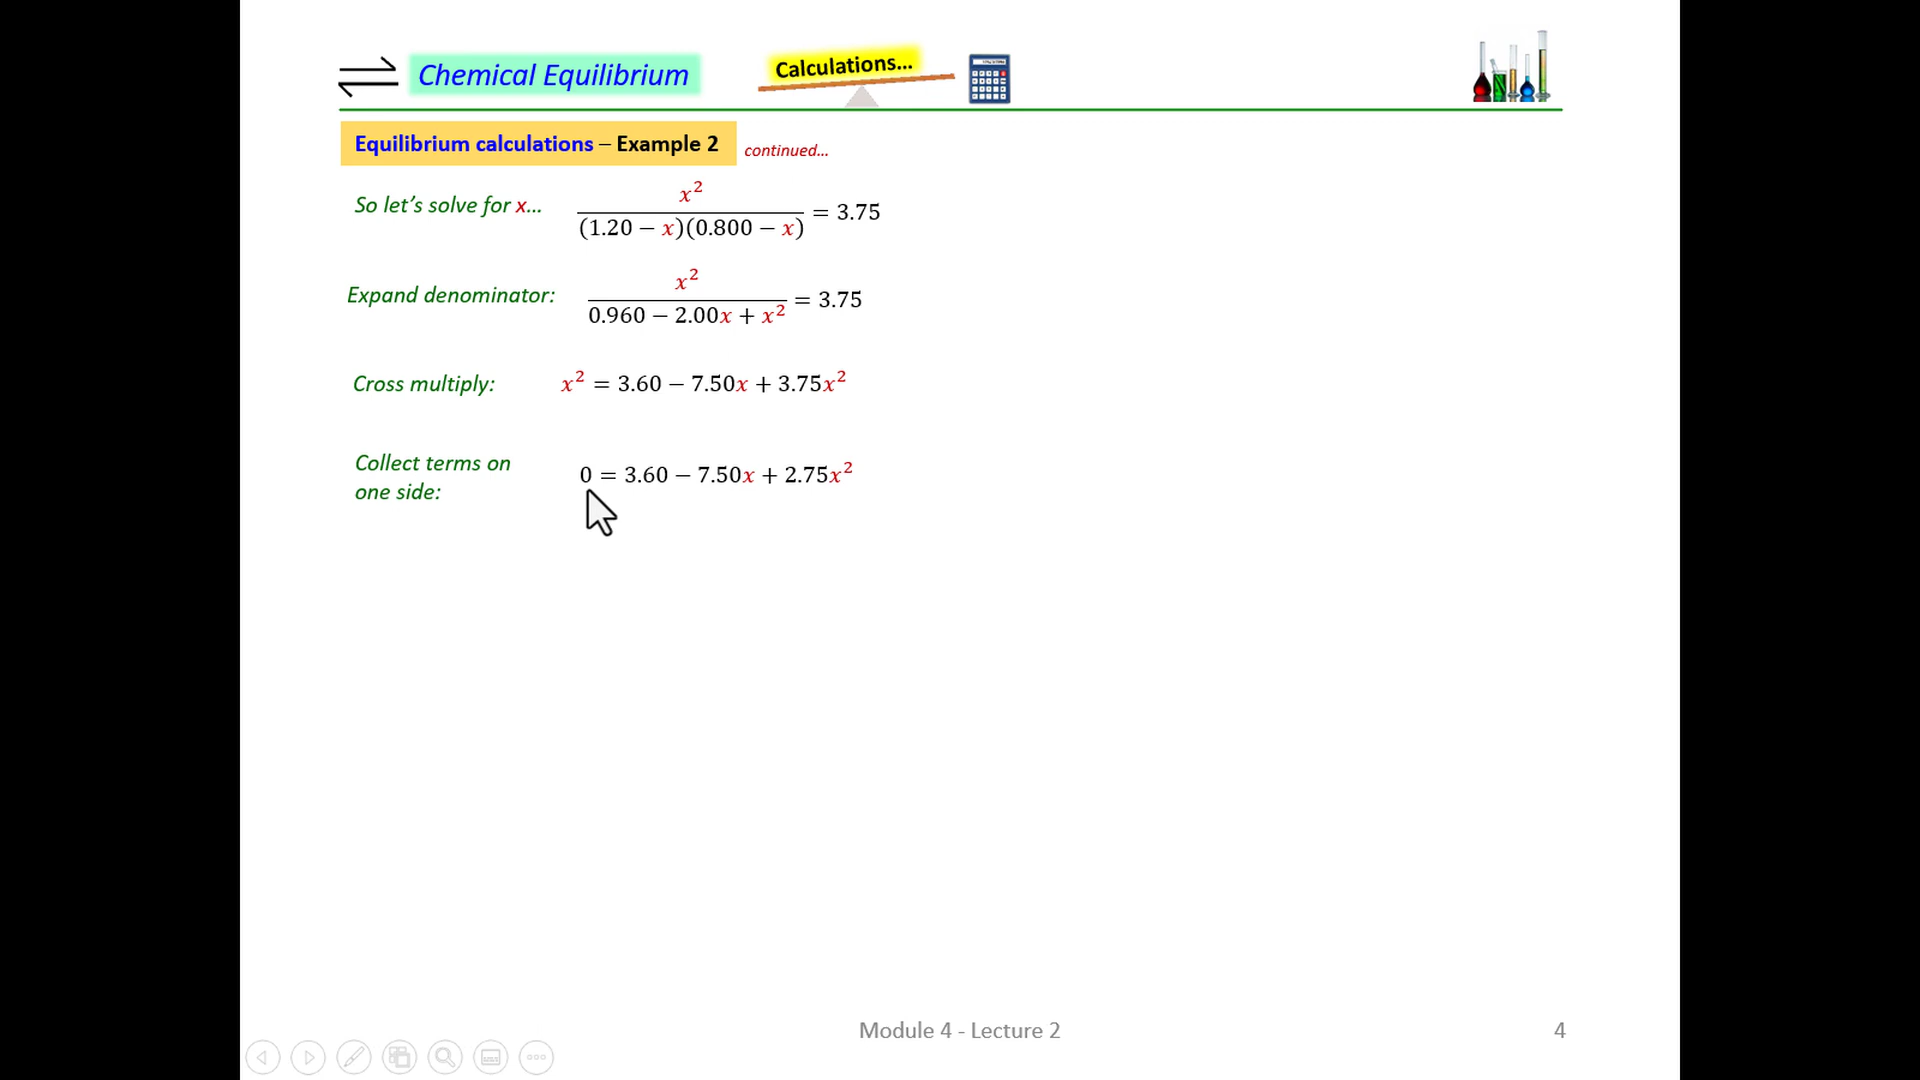 Chemical Equilibrium
Calculations...
Equilibrium calculations – Example 2
continued...
So let's solve for x...
x² / (1.20 − x)(0.800 − x) = 3.75
Expand denominator:
x² / 0.960 − 2.00x + x² = 3.75
Cross multiply:
x² = 3.60 − 7.50x + 3.75x²
Collect terms on
one side:
0 = 3.60 − 7.50x + 2.75x²
Module 4 - Lecture 2
4